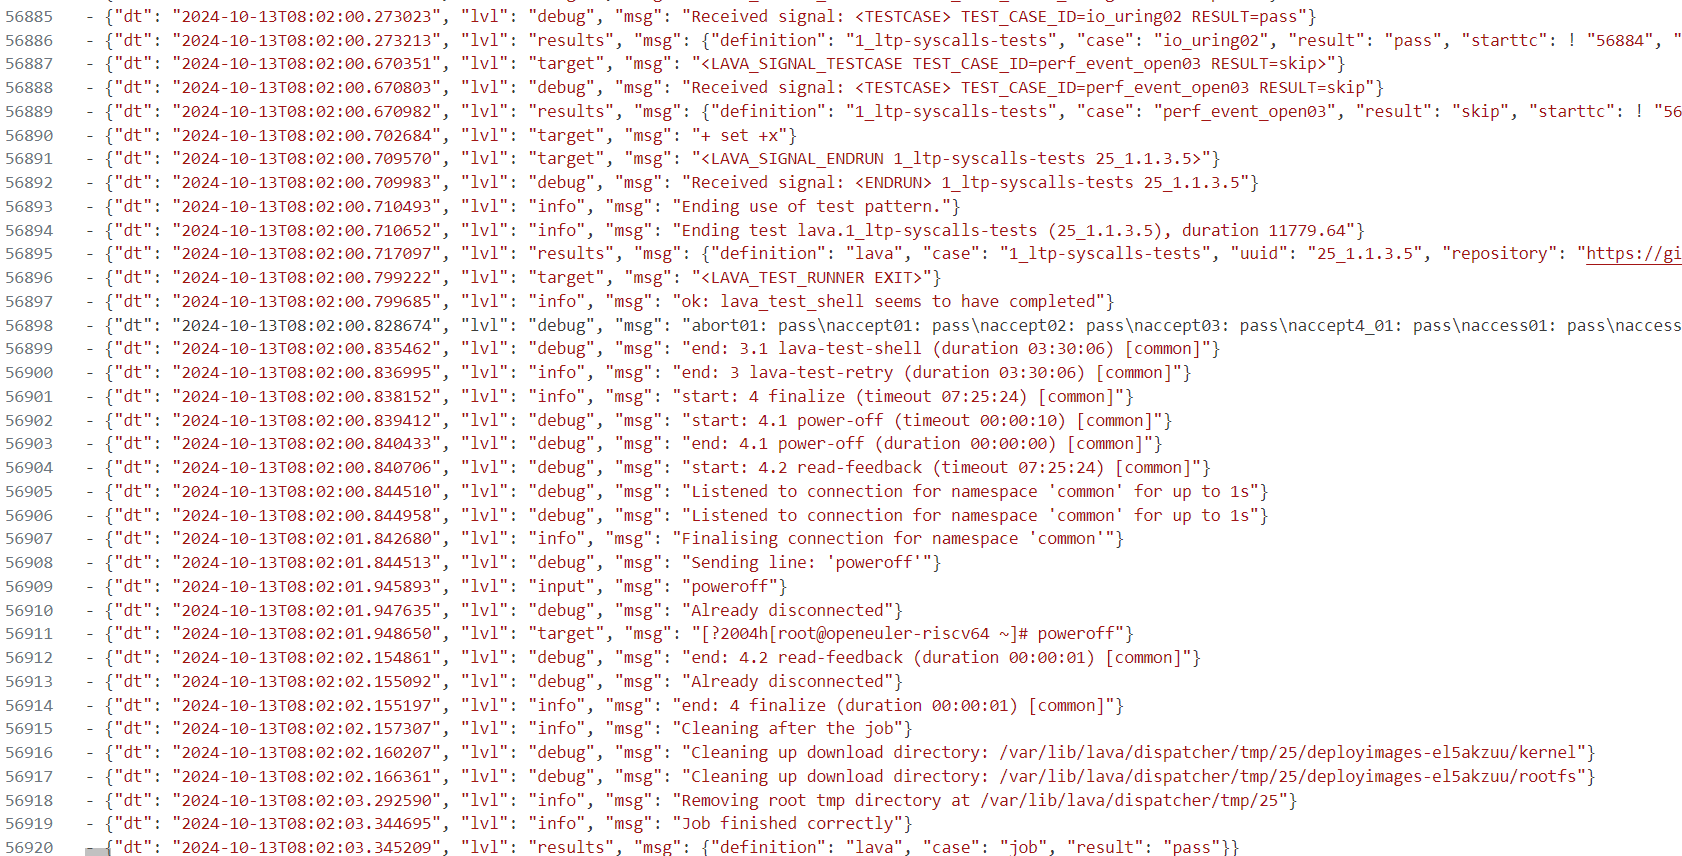 56885 - {"dt": "2024-10-13T08:02:00.273023", "lvl": "debug", "msg": "Received signal: <TESTCASE> TEST_CASE_ID=io_uring02 RESULT=pass"}
56886 - {"dt": "2024-10-13T08:02:00.273213", "lvl": "results", "msg": {"definition": "1_ltp-syscalls-tests", "case": "io_uring02", "result": "pass", "starttc": ! "56884", "
56887 - {"dt": "2024-10-13T08:02:00.670351", "lvl": "target", "msg": "<LAVA_SIGNAL_TESTCASE TEST_CASE_ID=perf_event_open03 RESULT=skip>"}
56888 - {"dt": "2024-10-13T08:02:00.670803", "lvl": "debug", "msg": "Received signal: <TESTCASE> TEST_CASE_ID=perf_event_open03 RESULT=skip"}
56889 - {"dt": "2024-10-13T08:02:00.670982", "lvl": "results", "msg": {"definition": "1_ltp-syscalls-tests", "case": "perf_event_open03", "result": "skip", "starttc": ! "56
56890 - {"dt": "2024-10-13T08:02:00.702684", "lvl": "target", "msg": "+ set +x"}
56891 - {"dt": "2024-10-13T08:02:00.709570", "lvl": "target", "msg": "<LAVA_SIGNAL_ENDRUN 1_ltp-syscalls-tests 25_1.1.3.5>"}
56892 - {"dt": "2024-10-13T08:02:00.709983", "lvl": "debug", "msg": "Received signal: <ENDRUN> 1_ltp-syscalls-tests 25_1.1.3.5"}
56893 - {"dt": "2024-10-13T08:02:00.710493", "lvl": "info", "msg": "Ending use of test pattern."}
56894 - {"dt": "2024-10-13T08:02:00.710652", "lvl": "info", "msg": "Ending test lava.1_ltp-syscalls-tests (25_1.1.3.5), duration 11779.64"}
56895 - {"dt": "2024-10-13T08:02:00.717097", "lvl": "results", "msg": {"definition": "lava", "case": "1_ltp-syscalls-tests", "uuid": "25_1.1.3.5", "repository": "https://gi
56896 - {"dt": "2024-10-13T08:02:00.799222", "lvl": "target", "msg": "<LAVA_TEST_RUNNER EXIT>"}
56897 - {"dt": "2024-10-13T08:02:00.799685", "lvl": "info", "msg": "ok: lava_test_shell seems to have completed"}
56898 - {"dt": "2024-10-13T08:02:00.828674", "lvl": "debug", "msg": "abort01: pass\naccept01: pass\naccept02: pass\naccept03: pass\naccept4_01: pass\naccess01: pass\naccess
56899 - {"dt": "2024-10-13T08:02:00.835462", "lvl": "debug", "msg": "end: 3.1 lava-test-shell (duration 03:30:06) [common]"}
56900 - {"dt": "2024-10-13T08:02:00.836995", "lvl": "info", "msg": "end: 3 lava-test-retry (duration 03:30:06) [common]"}
56901 - {"dt": "2024-10-13T08:02:00.838152", "lvl": "info", "msg": "start: 4 finalize (timeout 07:25:24) [common]"}
56902 - {"dt": "2024-10-13T08:02:00.839412", "lvl": "debug", "msg": "start: 4.1 power-off (timeout 00:00:10) [common]"}
56903 - {"dt": "2024-10-13T08:02:00.840433", "lvl": "debug", "msg": "end: 4.1 power-off (duration 00:00:00) [common]"}
56904 - {"dt": "2024-10-13T08:02:00.840706", "lvl": "debug", "msg": "start: 4.2 read-feedback (timeout 07:25:24) [common]"}
56905 - {"dt": "2024-10-13T08:02:00.844510", "lvl": "debug", "msg": "Listened to connection for namespace 'common' for up to 1s"}
56906 - {"dt": "2024-10-13T08:02:00.844958", "lvl": "debug", "msg": "Listened to connection for namespace 'common' for up to 1s"}
56907 - {"dt": "2024-10-13T08:02:01.842680", "lvl": "info", "msg": "Finalising connection for namespace 'common'"}
56908 - {"dt": "2024-10-13T08:02:01.844513", "lvl": "debug", "msg": "Sending line: 'poweroff'"}
56909 - {"dt": "2024-10-13T08:02:01.945893", "lvl": "input", "msg": "poweroff"}
56910 - {"dt": "2024-10-13T08:02:01.947635", "lvl": "debug", "msg": "Already disconnected"}
56911 - {"dt": "2024-10-13T08:02:01.948650", "lvl": "target", "msg": "[?2004h[root@openeuler-riscv64 ~]# poweroff"}
56912 - {"dt": "2024-10-13T08:02:02.154861", "lvl": "debug", "msg": "end: 4.2 read-feedback (duration 00:00:01) [common]"}
56913 - {"dt": "2024-10-13T08:02:02.155092", "lvl": "debug", "msg": "Already disconnected"}
56914 - {"dt": "2024-10-13T08:02:02.155197", "lvl": "info", "msg": "end: 4 finalize (duration 00:00:01) [common]"}
56915 - {"dt": "2024-10-13T08:02:02.157307", "lvl": "info", "msg": "Cleaning after the job"}
56916 - {"dt": "2024-10-13T08:02:02.160207", "lvl": "debug", "msg": "Cleaning up download directory: /var/lib/lava/dispatcher/tmp/25/deployimages-el5akzuu/kernel"}
56917 - {"dt": "2024-10-13T08:02:02.166361", "lvl": "debug", "msg": "Cleaning up download directory: /var/lib/lava/dispatcher/tmp/25/deployimages-el5akzuu/rootfs"}
56918 - {"dt": "2024-10-13T08:02:03.292590", "lvl": "info", "msg": "Removing root tmp directory at /var/lib/lava/dispatcher/tmp/25"}
56919 - {"dt": "2024-10-13T08:02:03.344695", "lvl": "info", "msg": "Job finished correctly"}
56920 - {"dt": "2024-10-13T08:02:03.345209", "lvl": "results", "msg": {"definition": "lava", "case": "job", "result": "pass"}}